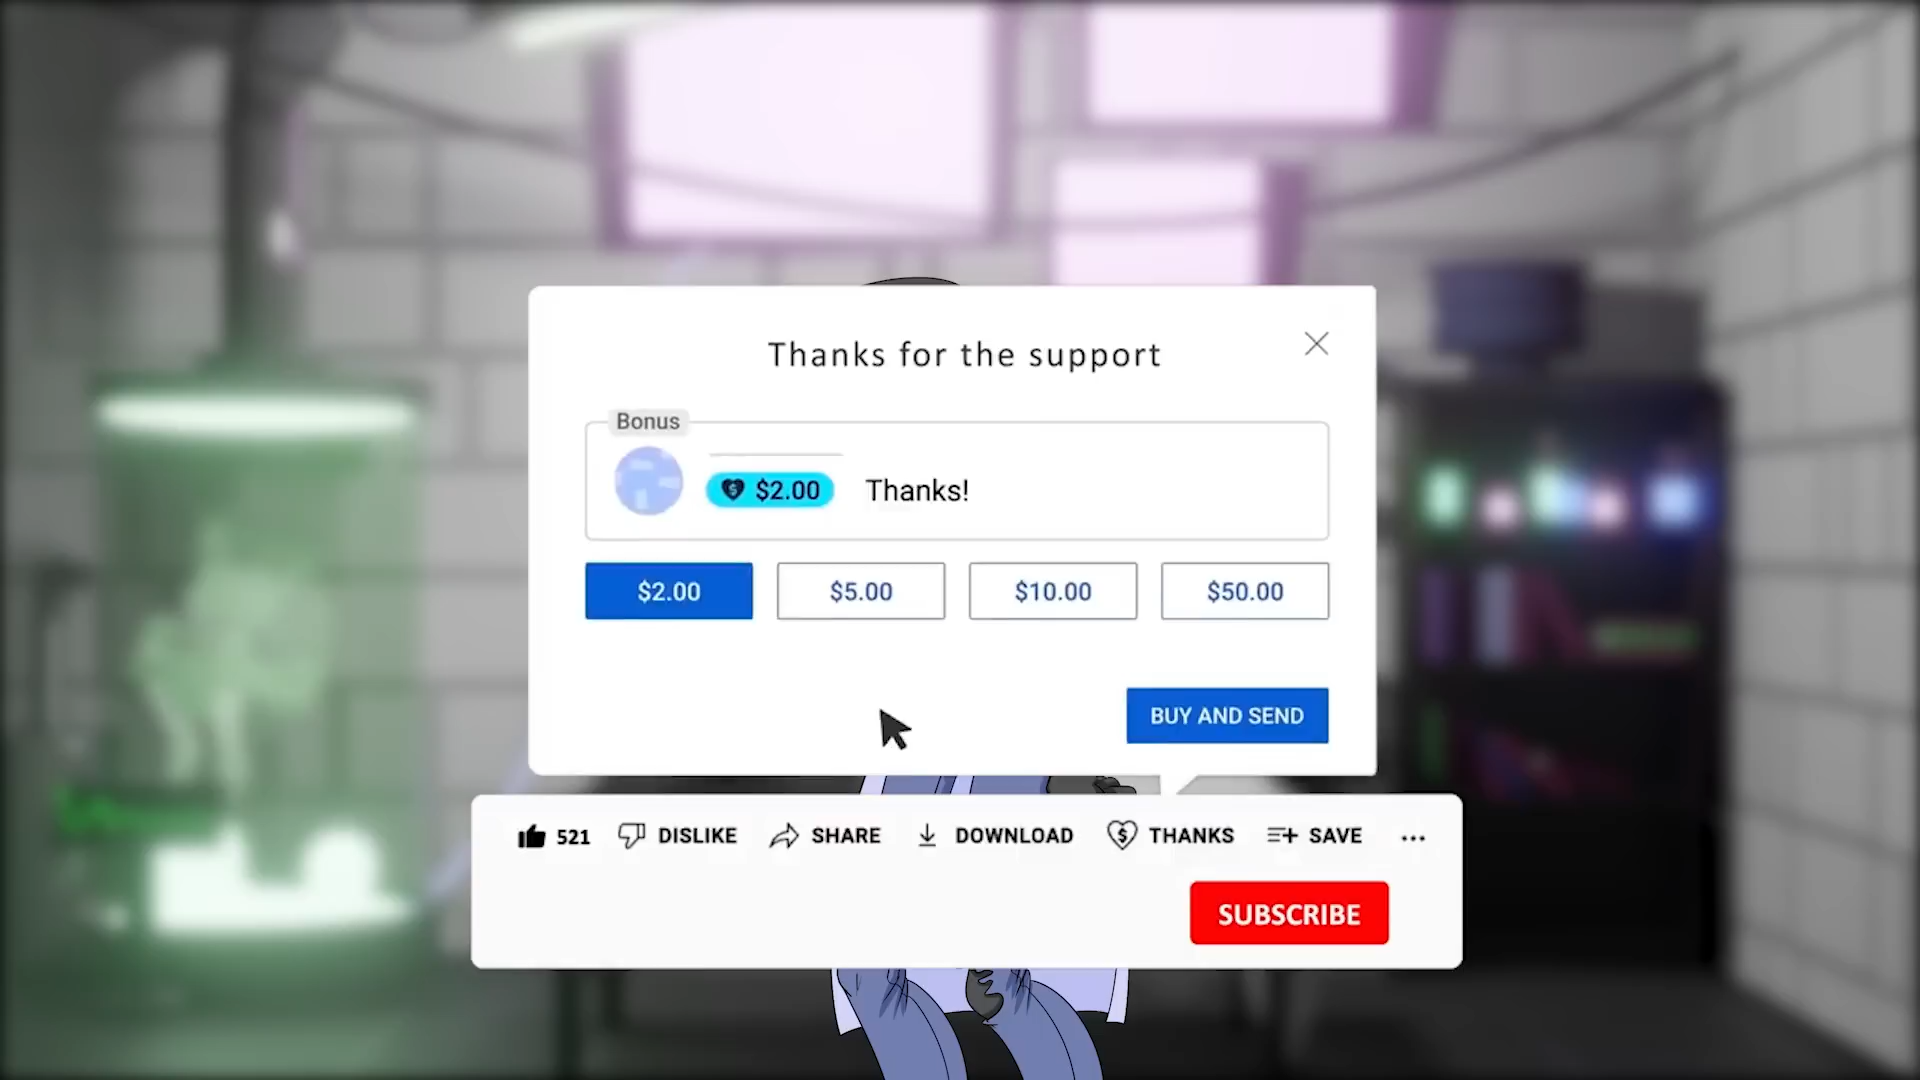 Thanks for the support
Bonus
$2.00 Thanks!
$2.00 $5.00 $10.00 $50.00
BUY AND SEND
521 DISLIKE SHARE DOWNLOAD THANKS SAVE
SUBSCRIBE